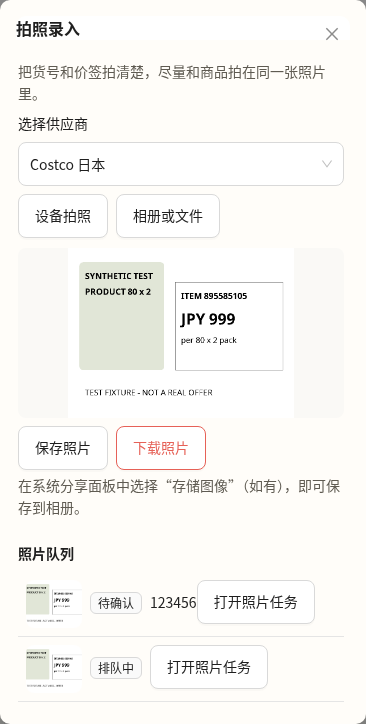 拍照录入
把货号和价签拍清楚，尽量和商品拍在同一张照片
里。
选择供应商
Costco 日本
设备拍照
相册或文件
SYNTHETIC TEST
PRODUCT 80 x 2
ITEM 895585105
JPY 999
per 80 x 2 pack
TEST FIXTURE - NOT A REAL OFFER
保存照片
下载照片
在系统分享面板中选择“存储图像”（如有），即可保
存到相册。
照片队列
待确认
123456
打开照片任务
排队中
打开照片任务